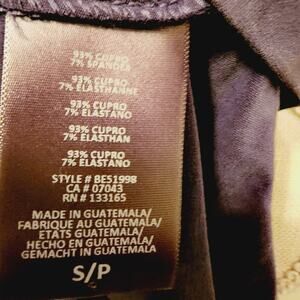 93% CUPRO
7% SPANDEX
93% CUPRO
7% ELASTHANNE
93% CUPRO
7% ELASTANO
93% CUPRO
7% ELASTHAN
93% CUPRO
7% ELASTANO
STYLE # BE51998
CA # 07043
RN # 133165
MADE IN GUATEMALA/
FABRIQUE AU GUATEMALA/
ETATS GUATEMALA/
HECHO EN GUATEMALA/
GEMACHT IN GUATEMALA
S/P